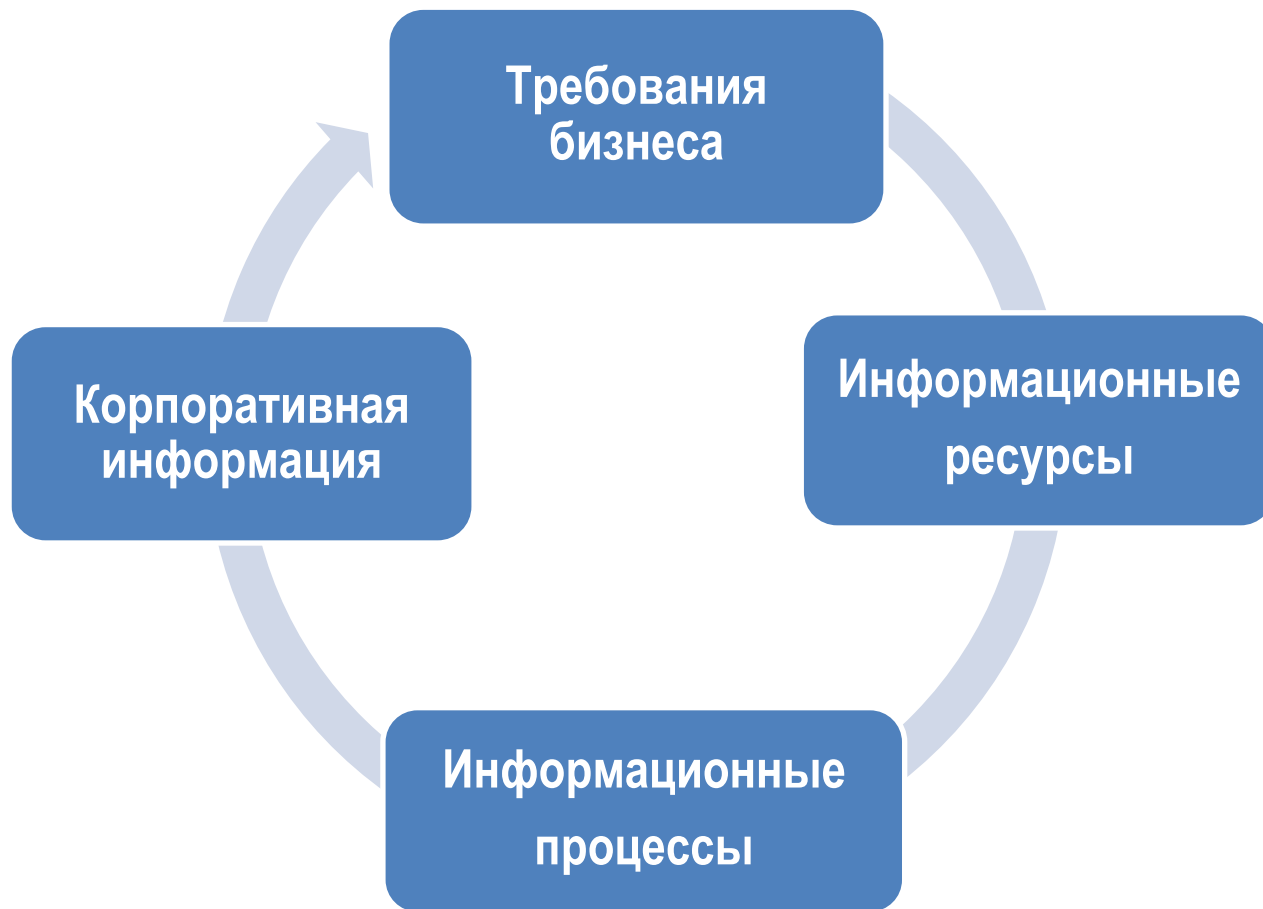 Требования
бизнеса
Информационные
ресурсы
Информационные
процессы
Корпоративная
информация